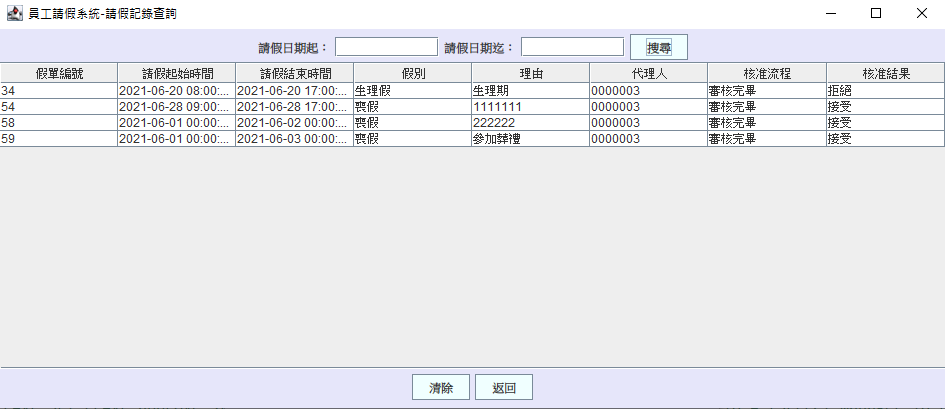 員工請假系統-請假記錄查詢
請假日期起： 請假日期迄： 搜尋
假單編號 請假起始時間 請假結束時間 假別 理由 代理人 核准流程 核准結果
34 2021-06-20 08:00:... 2021-06-20 17:00:... 生理假 生理期 0000003 審核完畢 拒絕
54 2021-06-28 09:00:... 2021-06-28 17:00:... 喪假 1111111 0000003 審核完畢 接受
58 2021-06-01 00:00:... 2021-06-02 00:00:... 喪假 222222 0000003 審核完畢 接受
59 2021-06-01 00:00:... 2021-06-03 00:00:... 喪假 參加葬禮 0000003 審核完畢 接受
清除 返回